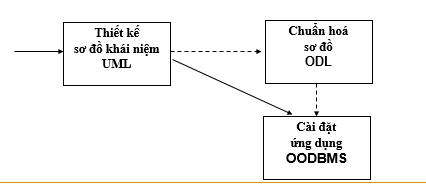 Thiết kế
sơ đồ khái niệm
UML
Chuẩn hoá
sơ đồ
ODL
Cài đặt
ứng dụng
OODBMS